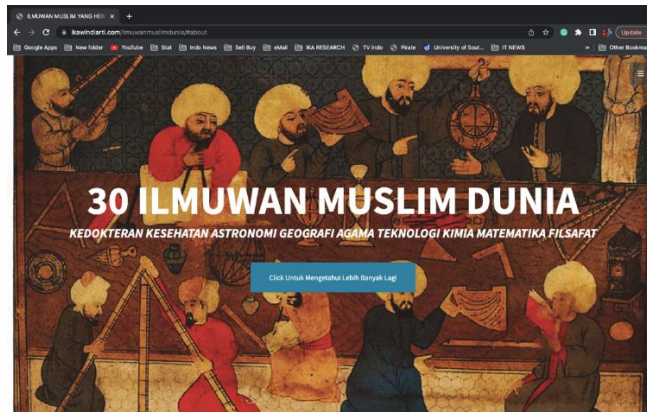 ILMUWAN MUSLIM YANG HEB
ikawindiarti.com/ilmuwanmuslimdunia/#about
Update
Google Apps New folder YouTube Stat Indo News Sell Buy eMail IKA RESEARCH TV Indo Pirate University of Sout... IT NEWS » Other Bookmar
30 ILMUWAN MUSLIM DUNIA
KEDOKTERAN KESEHATAN ASTRONOMI GEOGRAFI AGAMA TEKNOLOGI KIMIA MATEMATIKA FILSAFAT
Click Untuk Mengetahui Lebih Banyak Lagi